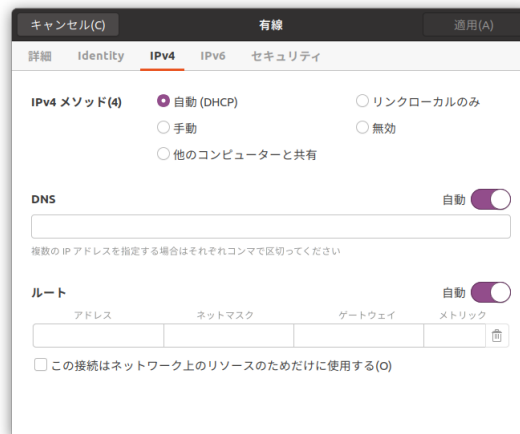 キャンセル(C) 有線 適用(A)
詳細 Identity IPv4 IPv6 セキュリティ
IPv4 メソッド(4) 自動 (DHCP) リンクローカルのみ
手動 無効
他のコンピューターと共有
DNS 自動
複数の IP アドレスを指定する場合はそれぞれコンマで区切ってください
ルート 自動
アドレス ネットマスク ゲートウェイ メトリック
この接続はネットワーク上のリソースのためだけに使用する(O)